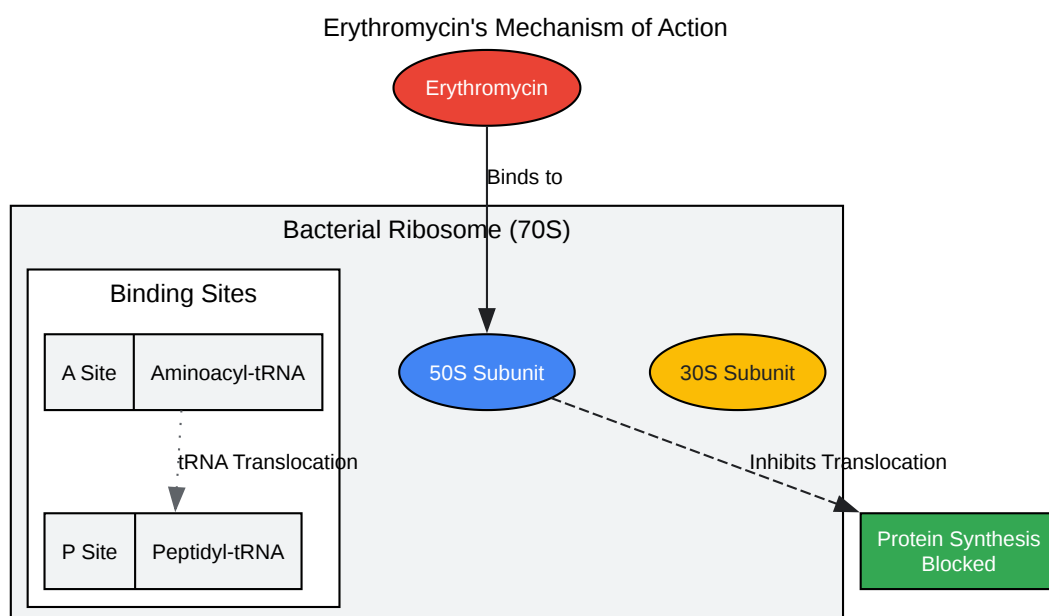 Erythromycin's Mechanism of Action
Erythromycin
Binds to
Bacterial Ribosome (70S)
Binding Sites
A Site
Aminoacyl-tRNA
50S Subunit
30S Subunit
tRNA Translocation
Inhibits Translocation
P Site
Peptidyl-tRNA
Protein Synthesis
Blocked